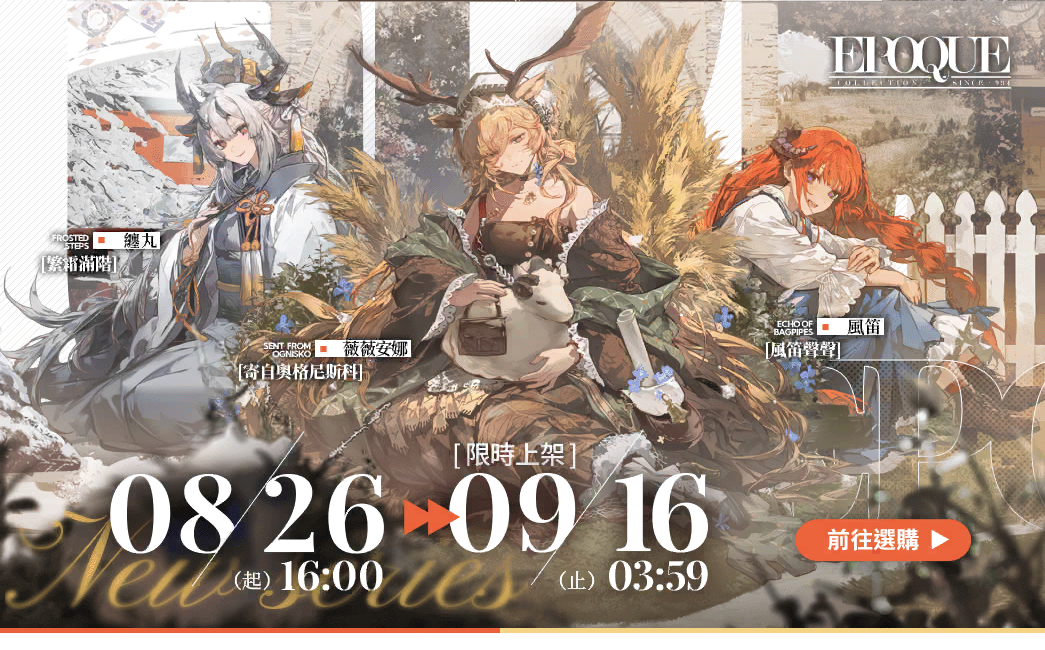 EPOQUE
COLLECTION. SINCE·994
FROSTED
STEPS
纏丸
[繁霜滿階]
SENT FROM
OGNISKO
薇薇安娜
[寄自奧格尼斯科]
ECHO OF
BAGPIPES
風笛
[風笛聲聲]
[限時上架]
08/26 09/16
(起) 16:00 (止) 03:59
New series
前往選購